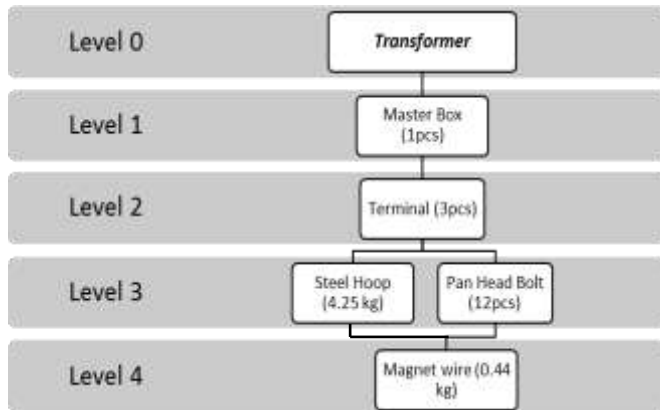 Level 0
Transformer
Level 1
Master Box
(1pcs)
Level 2
Terminal (3pcs)
Level 3
Steel Hoop
(4.25 kg)
Pan Head Bolt
(12pcs)
Level 4
Magnet wire (0.44
kg)